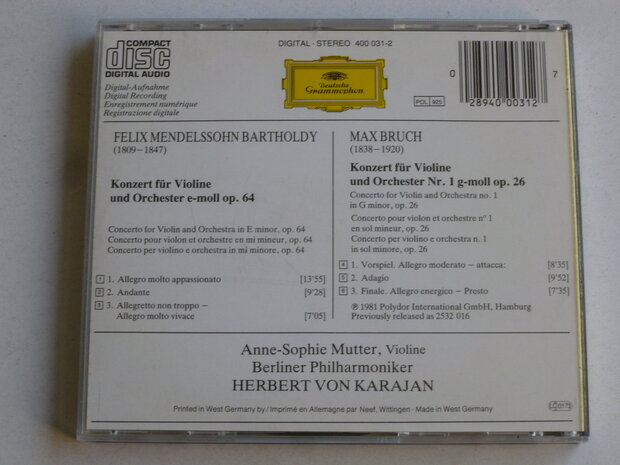 COMPACT
disc
DIGITAL AUDIO
DIGITAL · STEREO 400 031-2
Deutsche
Grammophon
POL 925
0
28940 00312
7
Digital-Aufnahme
Digital Recording
Enregistrement numérique
Registrazione digitale
FELIX MENDELSSOHN BARTHOLDY
(1809–1847)
Konzert für Violine
und Orchester e-moll op. 64
Concerto for Violin and Orchestra in E minor, op. 64
Concerto pour violon et orchestre en mi mineur, op. 64
Concerto per violino e orchestra in mi minore, op. 64
1 1. Allegro molto appassionato [13'55]
2 2. Andante [9'28]
3 3. Allegretto non troppo –
Allegro molto vivace [7'05]
MAX BRUCH
(1838–1920)
Konzert für Violine
und Orchester Nr. 1 g-moll op. 26
Concerto for Violin and Orchestra no. 1
in G minor, op. 26
Concerto pour violon et orchestre n° 1
en sol mineur, op. 26
Concerto per violino e orchestra n. 1
in sol minore, op. 26
4 1. Vorspiel. Allegro moderato – attacca: [8'35]
5 2. Adagio [9'52]
6 3. Finale. Allegro energico – Presto [7'35]
℗ 1981 Polydor International GmbH, Hamburg
Previously released as 2532 016
Anne-Sophie Mutter, Violine
Berliner Philharmoniker
HERBERT VON KARAJAN
Printed in West Germany by / Imprimé en Allemagne par Neef, Wittingen · Made in West Germany
LC 0173